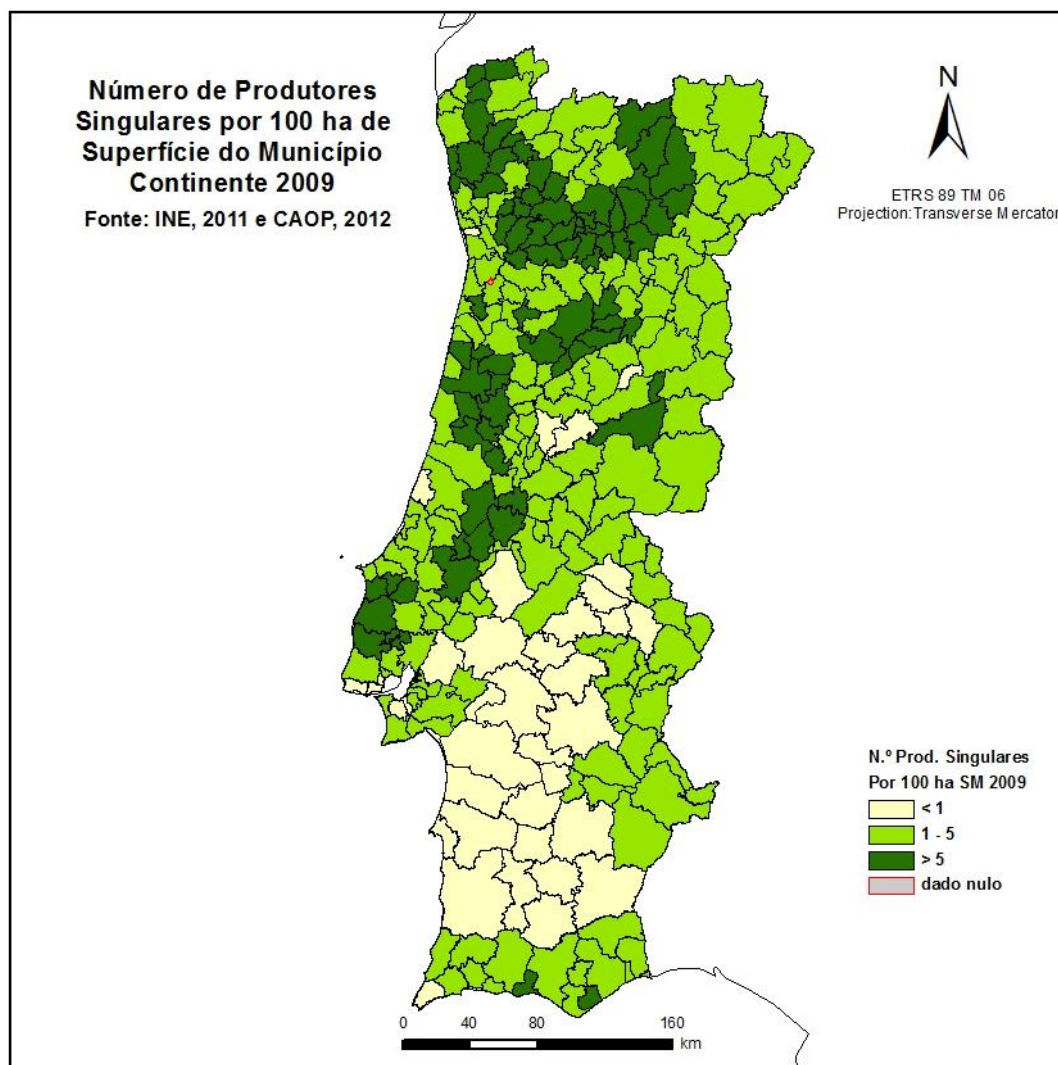 Número de Produtores
Singulares por 100 ha de
Superfície do Município
Continente 2009
Fonte: INE, 2011 e CAOP, 2012
N
ETRS 89 TM 06
Projection: Transverse Mercator
N.º Prod. Singulares
Por 100 ha SM 2009
< 1
1 - 5
> 5
dado nulo
0 40 80 160
km